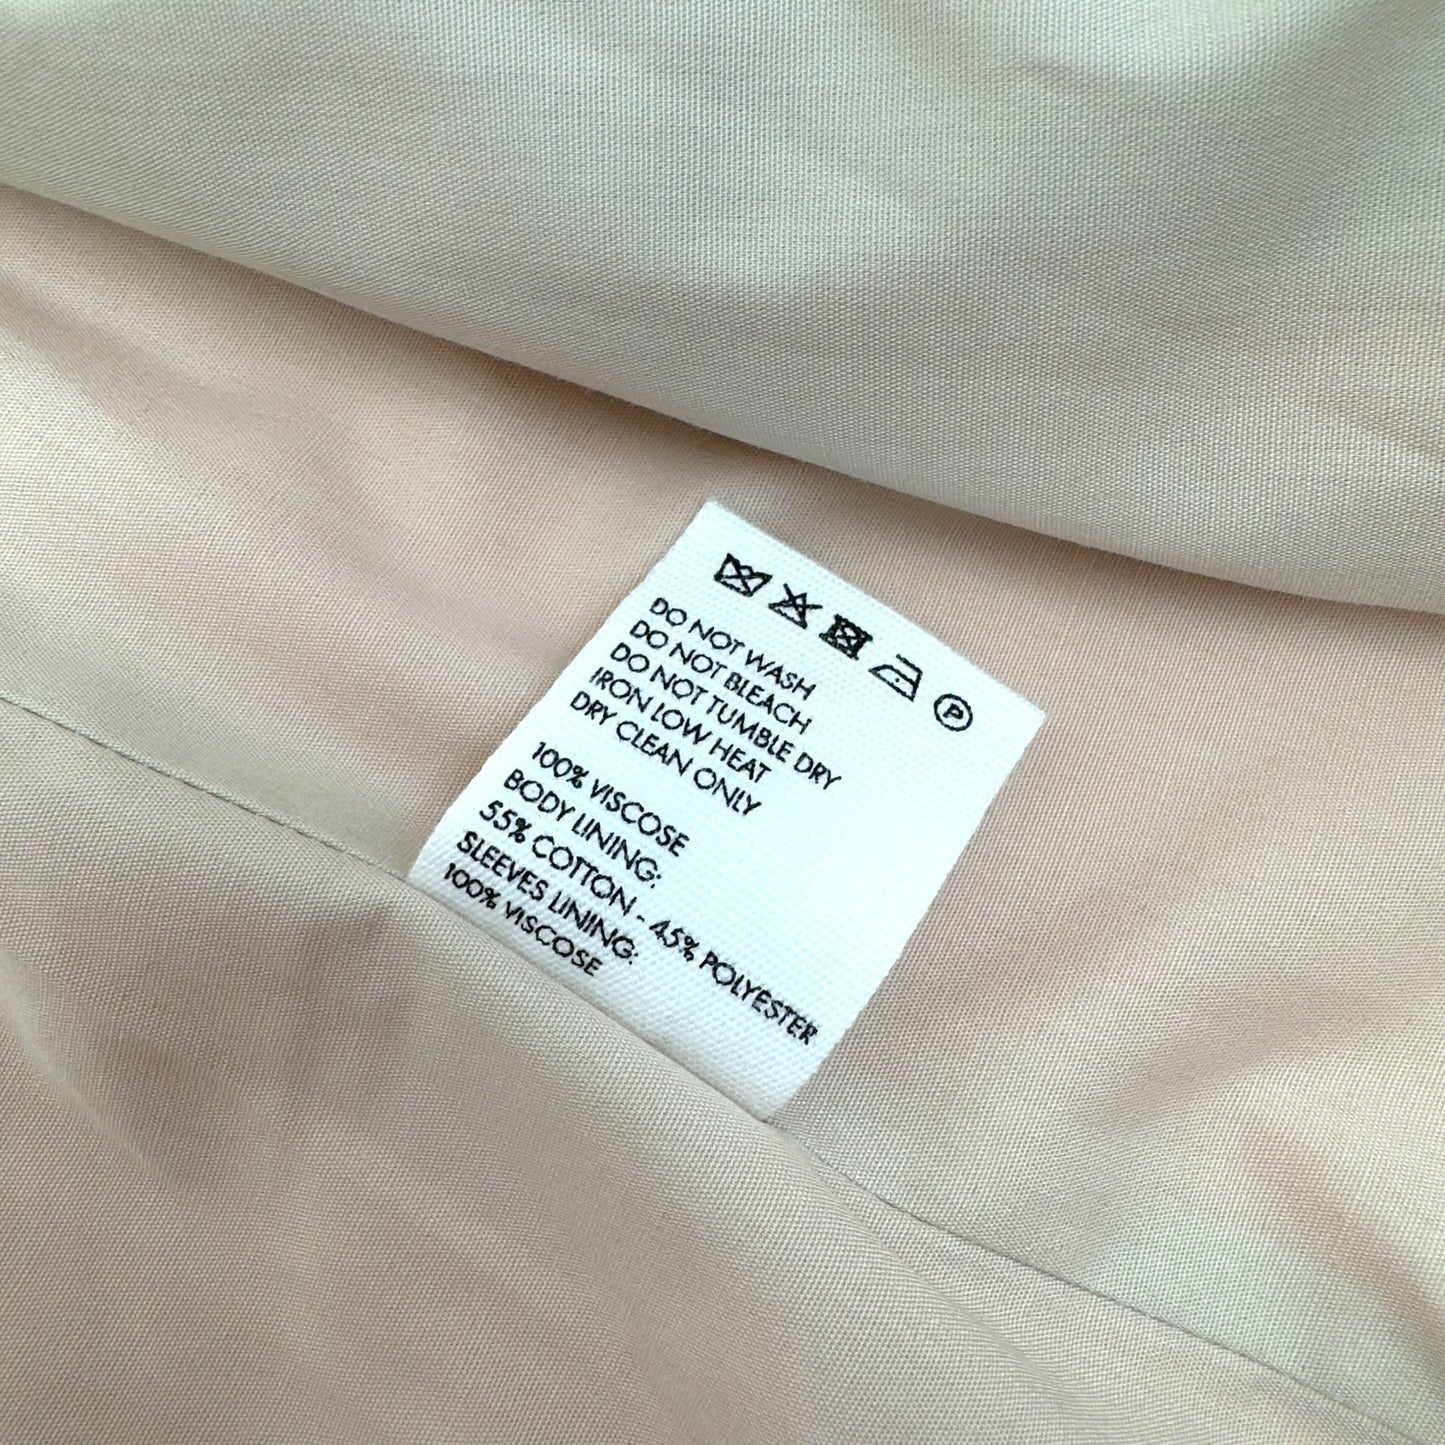 P
DO NOT WASH
DO NOT BLEACH
DO NOT TUMBLE DRY
IRON LOW HEAT
DRY CLEAN ONLY
100% VISCOSE
BODY LINING:
55% COTTON - 45% POLYESTER
SLEEVES LINING:
100% VISCOSE